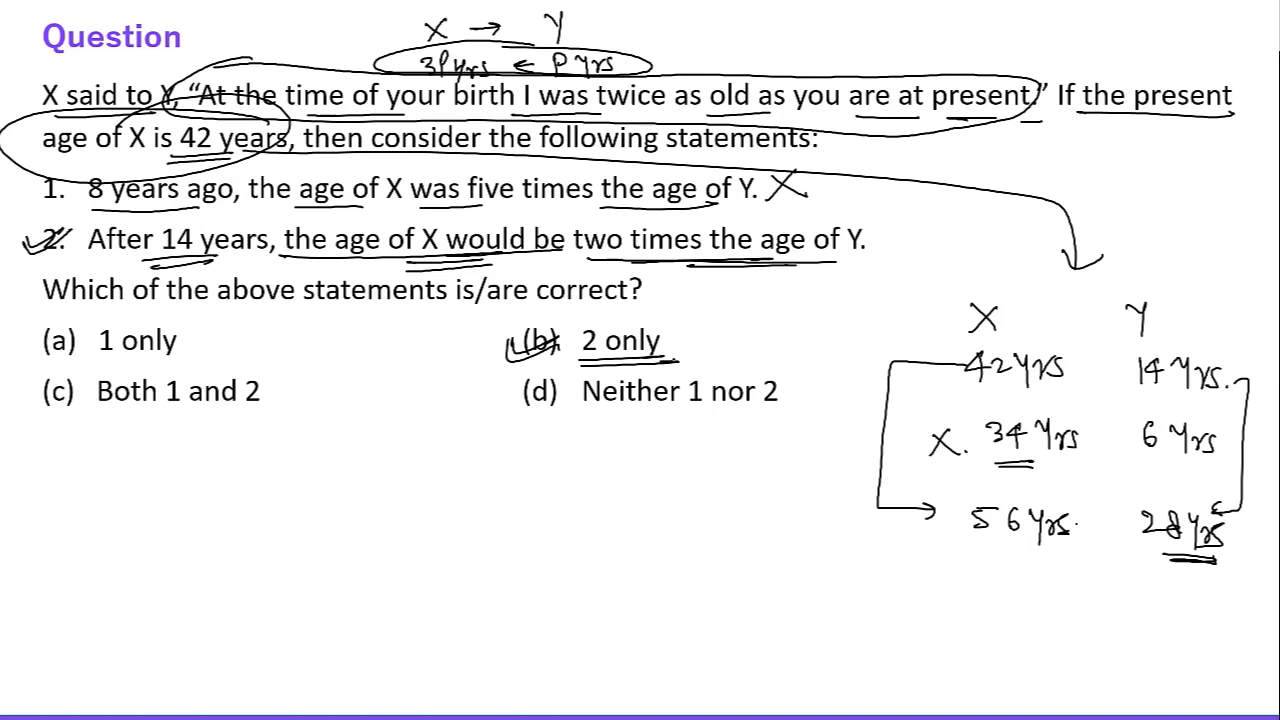 Question
X → Y
3P Yrs ← P Yrs
X said to Y, “At the time of your birth I was twice as old as you are at present.” If the present
age of X is 42 years, then consider the following statements:
1. 8 years ago, the age of X was five times the age of Y. X
2. After 14 years, the age of X would be two times the age of Y.
Which of the above statements is/are correct?
(a) 1 only
(b) 2 only
(c) Both 1 and 2
(d) Neither 1 nor 2
X Y
42 Yrs 14 Yrs.
X. 34 Yrs 6 Yrs
56 Yrs. 28 Yrs